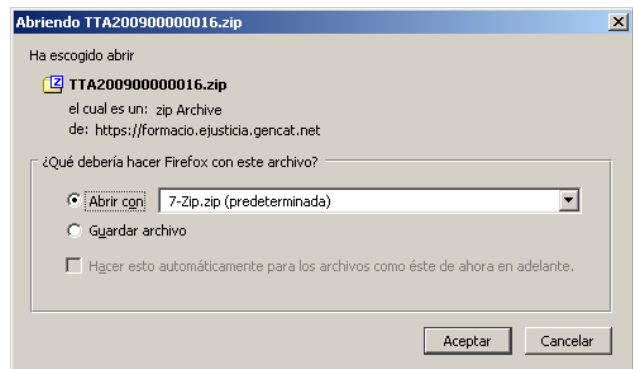 Abriendo TTA200900000016.zip
Ha escogido abrir
TTA200900000016.zip
el cual es un: zip Archive
de: https://formacio.ejusticia.gencat.net
¿Qué debería hacer Firefox con este archivo?
Abrir con 7-Zip.zip (predeterminada)
Guardar archivo
Hacer esto automáticamente para los archivos como éste de ahora en adelante.
Aceptar Cancelar